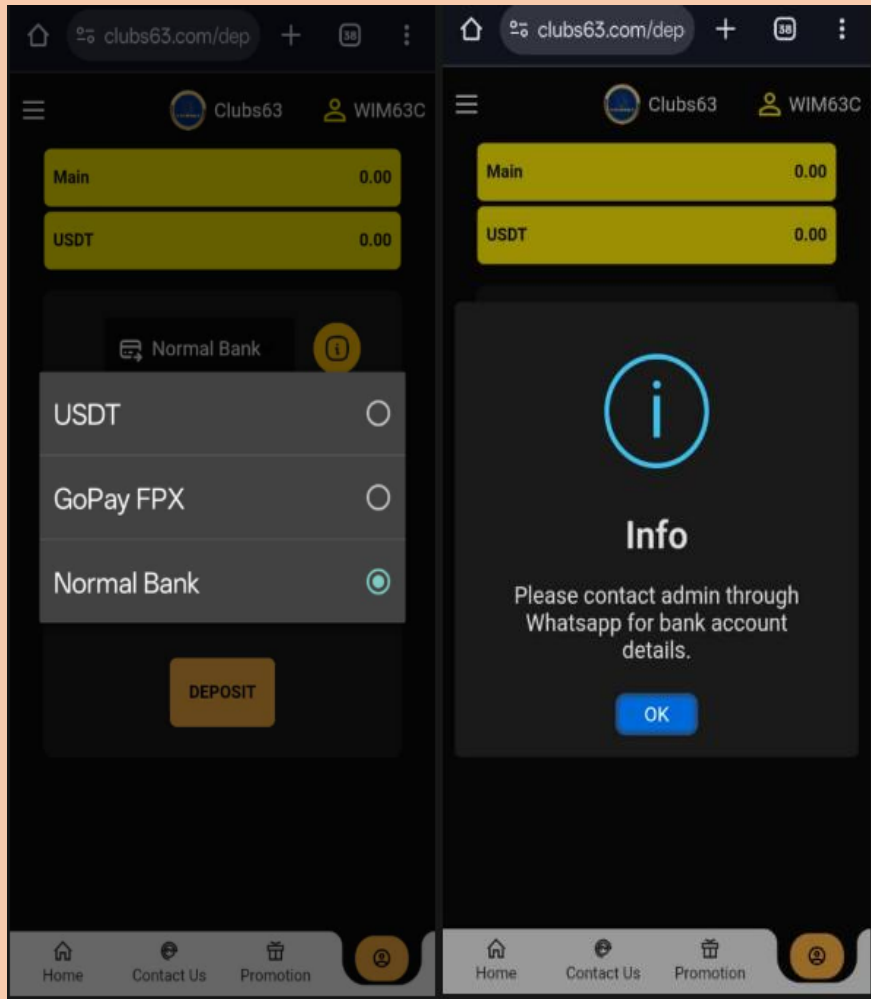 clubs63.com/dep
38
Clubs63
WIM63C
Main 0.00
USDT 0.00
Normal Bank
USDT
GoPay FPX
Normal Bank
DEPOSIT
Home
Contact Us
Promotion
clubs63.com/dep
38
Clubs63
WIM63C
Main 0.00
USDT 0.00
Info
Please contact admin through
Whatsapp for bank account
details.
OK
Home
Contact Us
Promotion